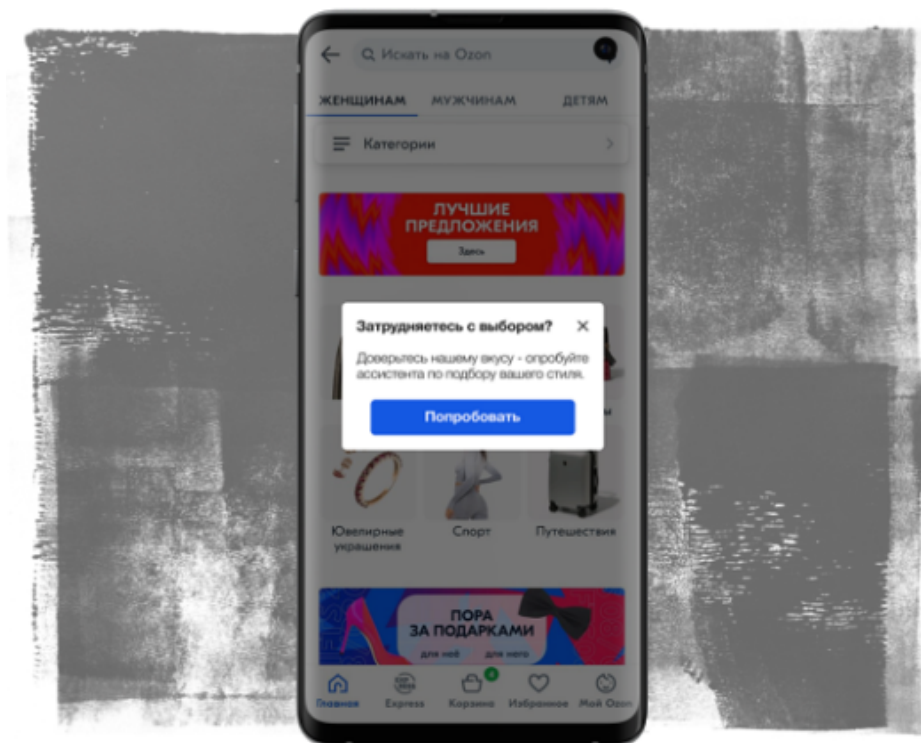 Искать на Ozon
ЖЕНЩИНАМ МУЖЧИНАМ ДЕТЯМ
Категории
ЛУЧШИЕ
ПРЕДЛОЖЕНИЯ
Здесь
Затрудняетесь с выбором?
Доверьтесь нашему вкусу - опробуйте
ассистента по подбору вашего стиля.
Попробовать
ы
Ювелирные
украшения
Спорт
Путешествия
ПОРА
ЗА ПОДАРКАМИ
для неё для него
Главная Express Корзина Избранное Мой Ozon